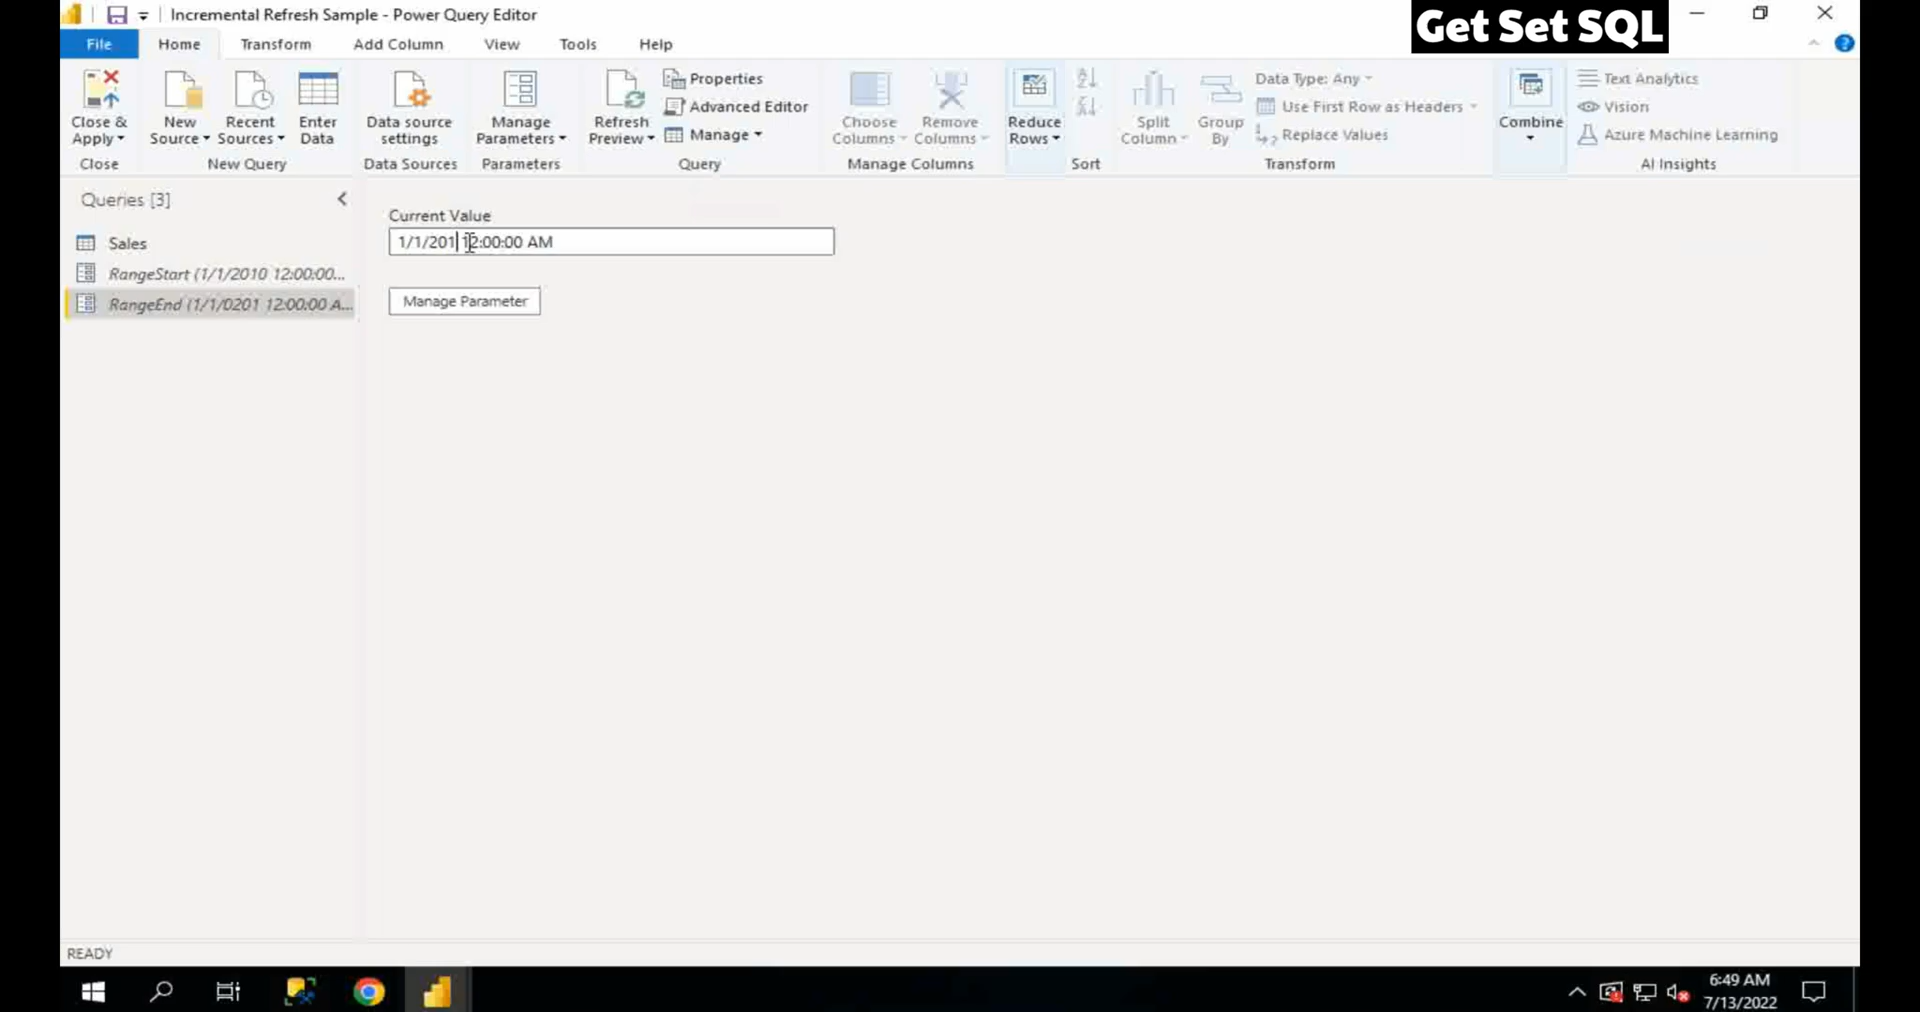 Incremental Refresh Sample - Power Query Editor
Get Set SQL
File
Home
Transform
Add Column
View
Tools
Help
Close & Apply
New Source
Recent Sources
Enter Data
Data source settings
Manage Parameters
Refresh Preview
Properties
Advanced Editor
Manage
Choose Columns
Remove Columns
Reduce Rows
Split Column
Group By
Data Type: Any
Use First Row as Headers
Replace Values
Combine
Text Analytics
Vision
Azure Machine Learning
Close
New Query
Data Sources
Parameters
Query
Manage Columns
Sort
Transform
AI Insights
Queries [3]
Sales
RangeStart (1/1/2010 12:00:00...
RangeEnd (1/1/0201 12:00:00 A...
Current Value
1/1/201 12:00:00 AM
Manage Parameter
READY
6:49 AM
7/13/2022